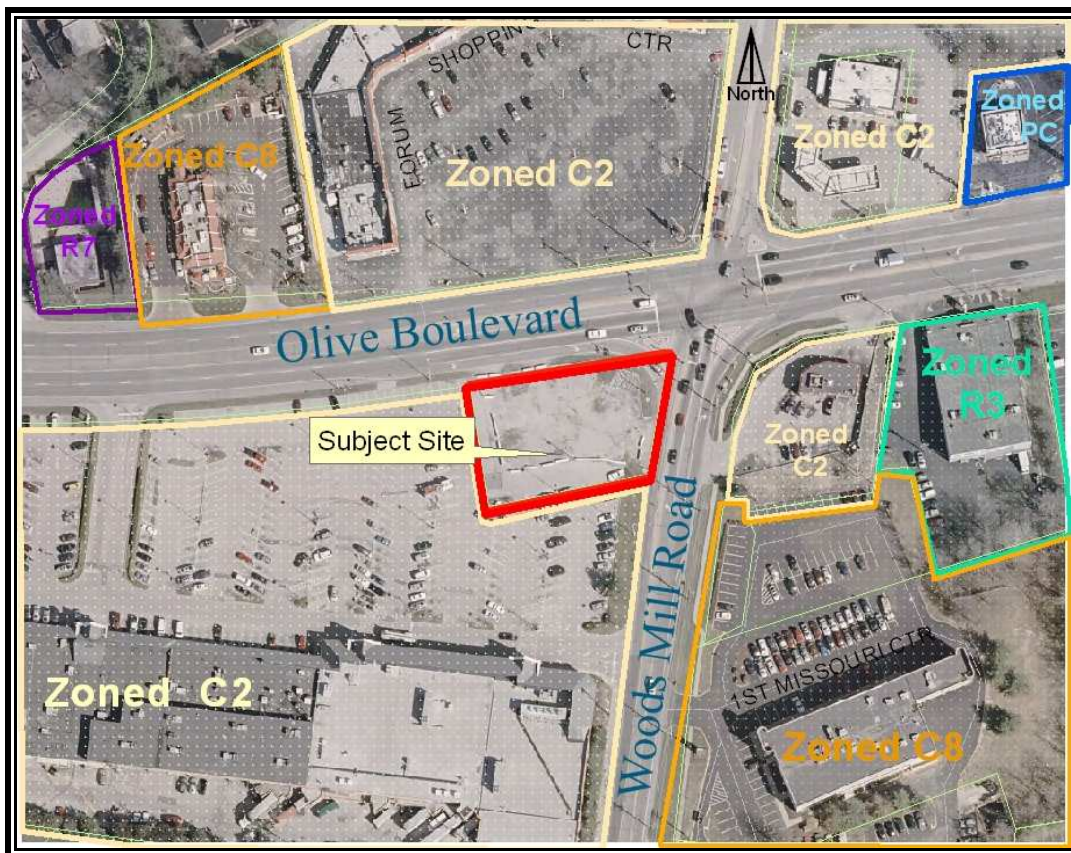 SHOPPING
CTR
FORUM
North
Zoned C8
Zoned C2
Zoned C2
Zoned
PC
Zoned
R7
Olive Boulevard
Zoned
R3
Subject Site
Zoned
C2
Woods Mill Road
1ST MISSOURI CTR
Zoned C2
Zoned C8